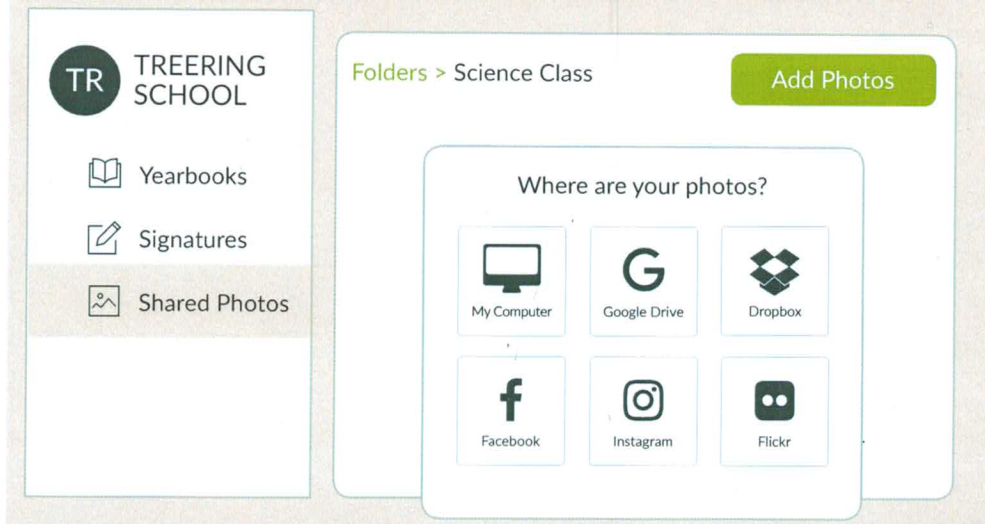 TR
TREERING
SCHOOL
Yearbooks
Signatures
Shared Photos
Folders > Science Class
Add Photos
Where are your photos?
My Computer
Google Drive
Dropbox
Facebook
Instagram
Flickr